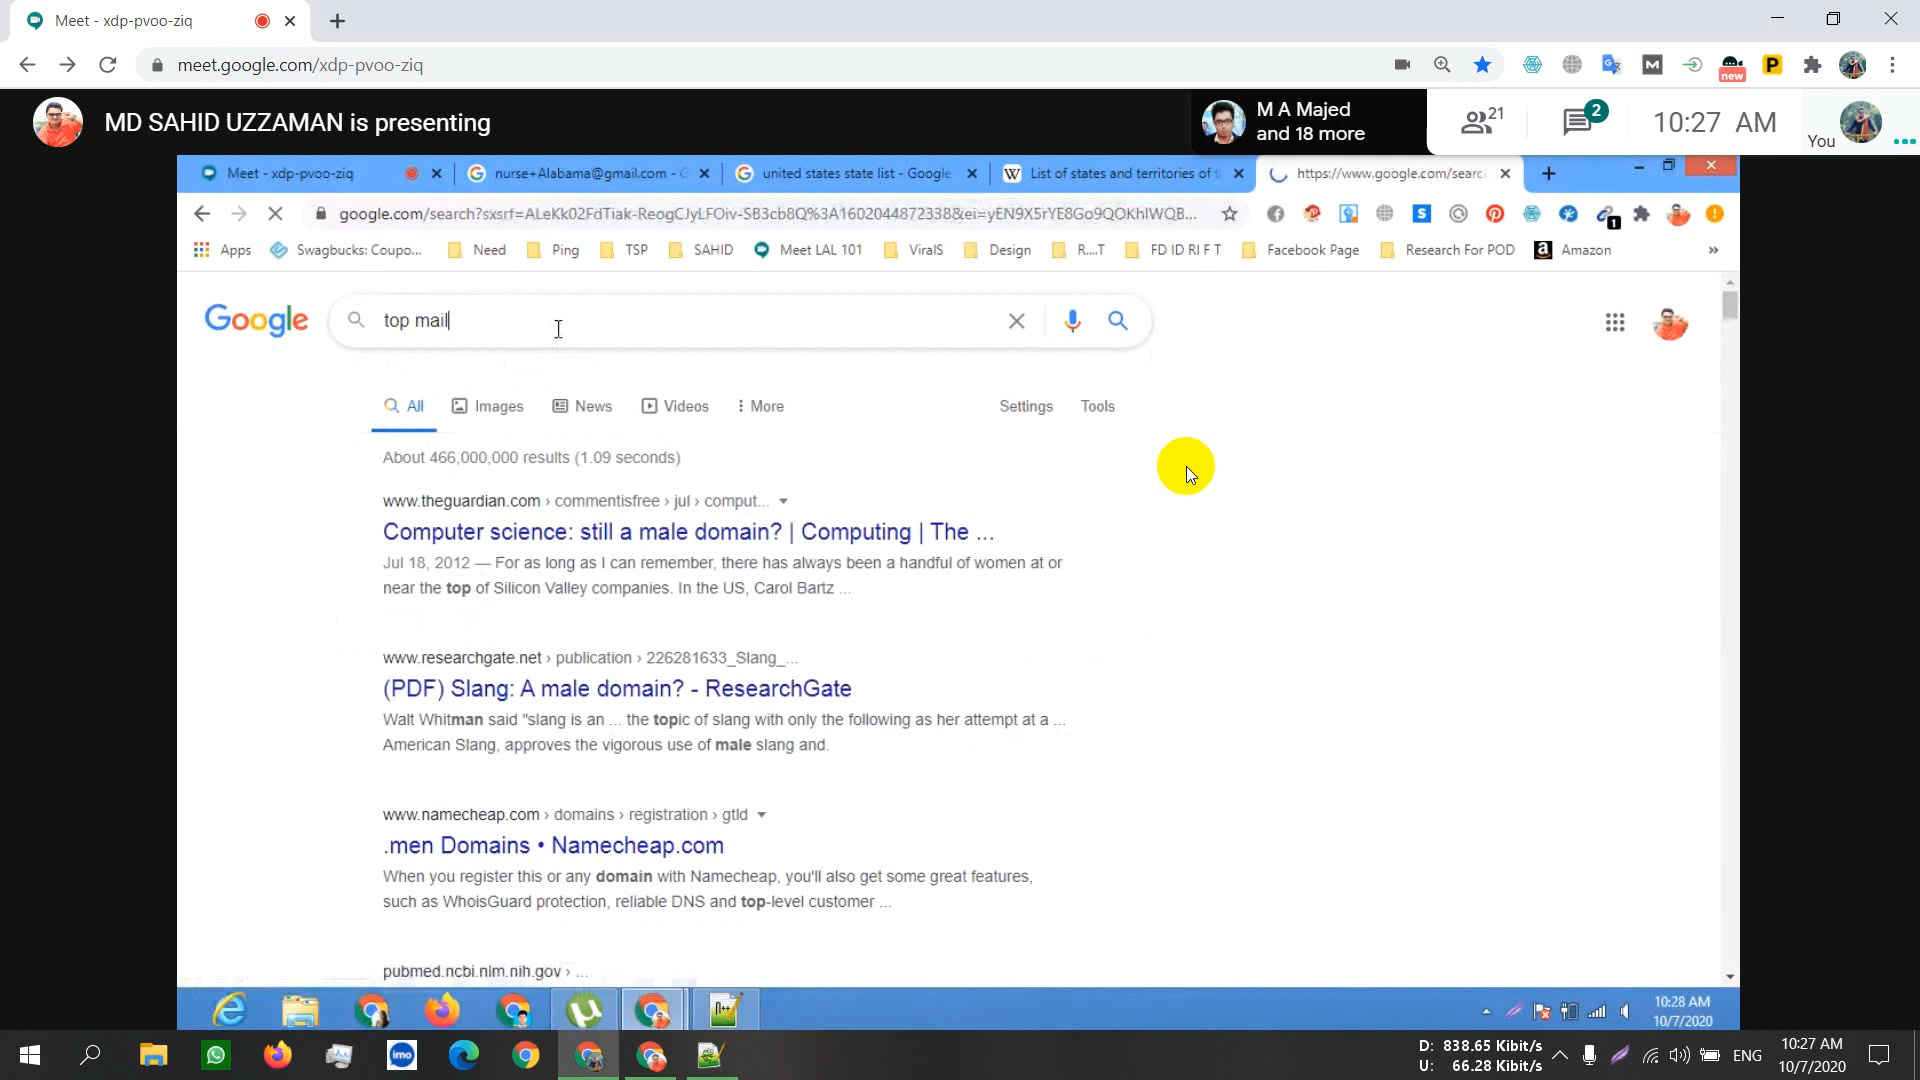 Meet - xdp-pvoo-ziq
meet.google.com/xdp-pvoo-ziq
new
MD SAHID UZZAMAN is presenting
M A Majed
and 18 more
21
2
10:27 AM
You
Meet - xdp-pvoo-ziq
nurse+Alabama@gmail.com - G
united states state list - Google
List of states and territories of t
https://www.google.com/searc
google.com/search?sxsrf=ALeKk02FdTiak-ReogCJyLFOiv-SB3cb8Q%3A1602044872338&ei=yEN9X5rYE8Go9QOKhIWQB...
1
Apps
Swagbucks: Coupo...
Need
Ping
TSP
SAHID
Meet LAL 101
ViralS
Design
R....T
FD ID RI F T
Facebook Page
Research For POD
Amazon
»
Google
top mail
All
Images
News
Videos
More
Settings
Tools
About 466,000,000 results (1.09 seconds)
www.theguardian.com › commentisfree › jul › comput...
Computer science: still a male domain? | Computing | The ...
Jul 18, 2012 — For as long as I can remember, there has always been a handful of women at or
near the top of Silicon Valley companies. In the US, Carol Bartz ...
www.researchgate.net › publication › 226281633_Slang_...
(PDF) Slang: A male domain? - ResearchGate
Walt Whitman said "slang is an ... the topic of slang with only the following as her attempt at a ...
American Slang, approves the vigorous use of male slang and.
www.namecheap.com › domains › registration › gtld
.men Domains • Namecheap.com
When you register this or any domain with Namecheap, you'll also get some great features,
such as WhoisGuard protection, reliable DNS and top-level customer ...
pubmed.ncbi.nlm.nih.gov › ...
10:28 AM
10/7/2020
imo
D: 838.65 Kibit/s
U: 66.28 Kibit/s
ENG
10:27 AM
10/7/2020